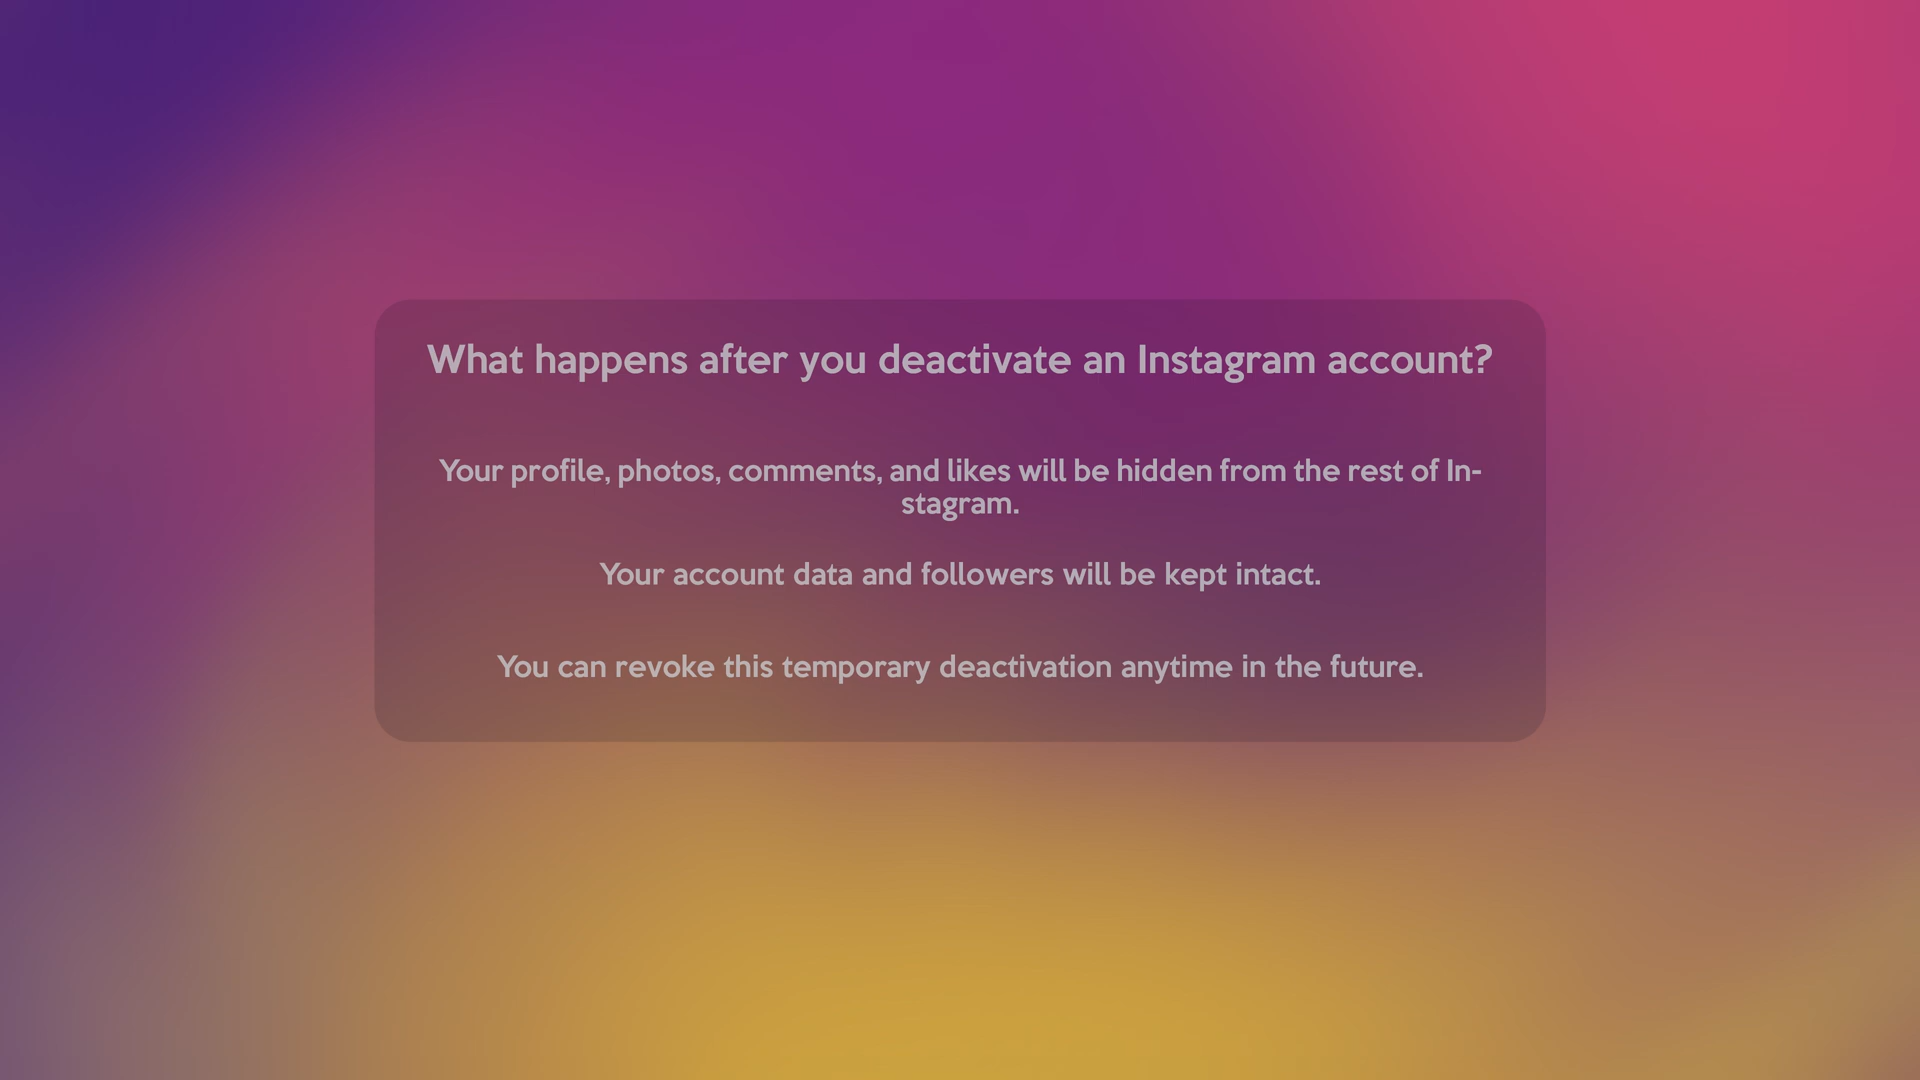 What happens after you deactivate an Instagram account?
Your profile, photos, comments, and likes will be hidden from the rest of In-
stagram.
Your account data and followers will be kept intact.
You can revoke this temporary deactivation anytime in the future.